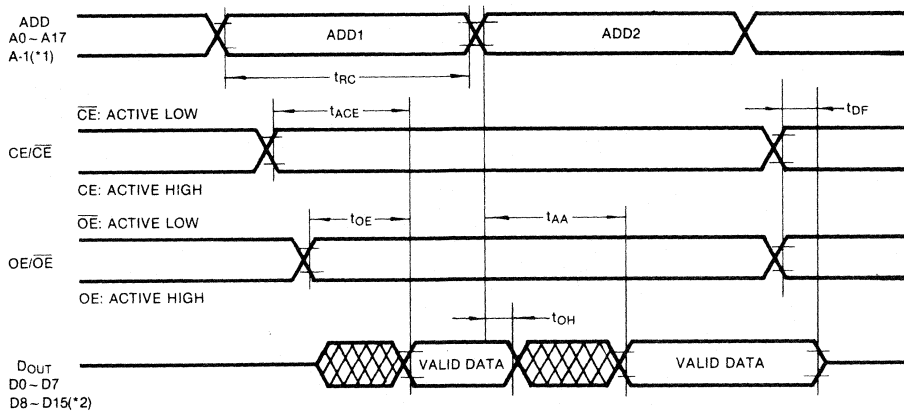 ADD
A0~A17
A-1(*1)
ADD1
ADD2
tRC
CE: ACTIVE LOW
tACE
tDF
CE/CE
CE: ACTIVE HIGH
OE: ACTIVE LOW
tOE
tAA
OE/OE
OE: ACTIVE HIGH
tOH
DOUT
D0~D7
D8~D15(*2)
VALID DATA
VALID DATA